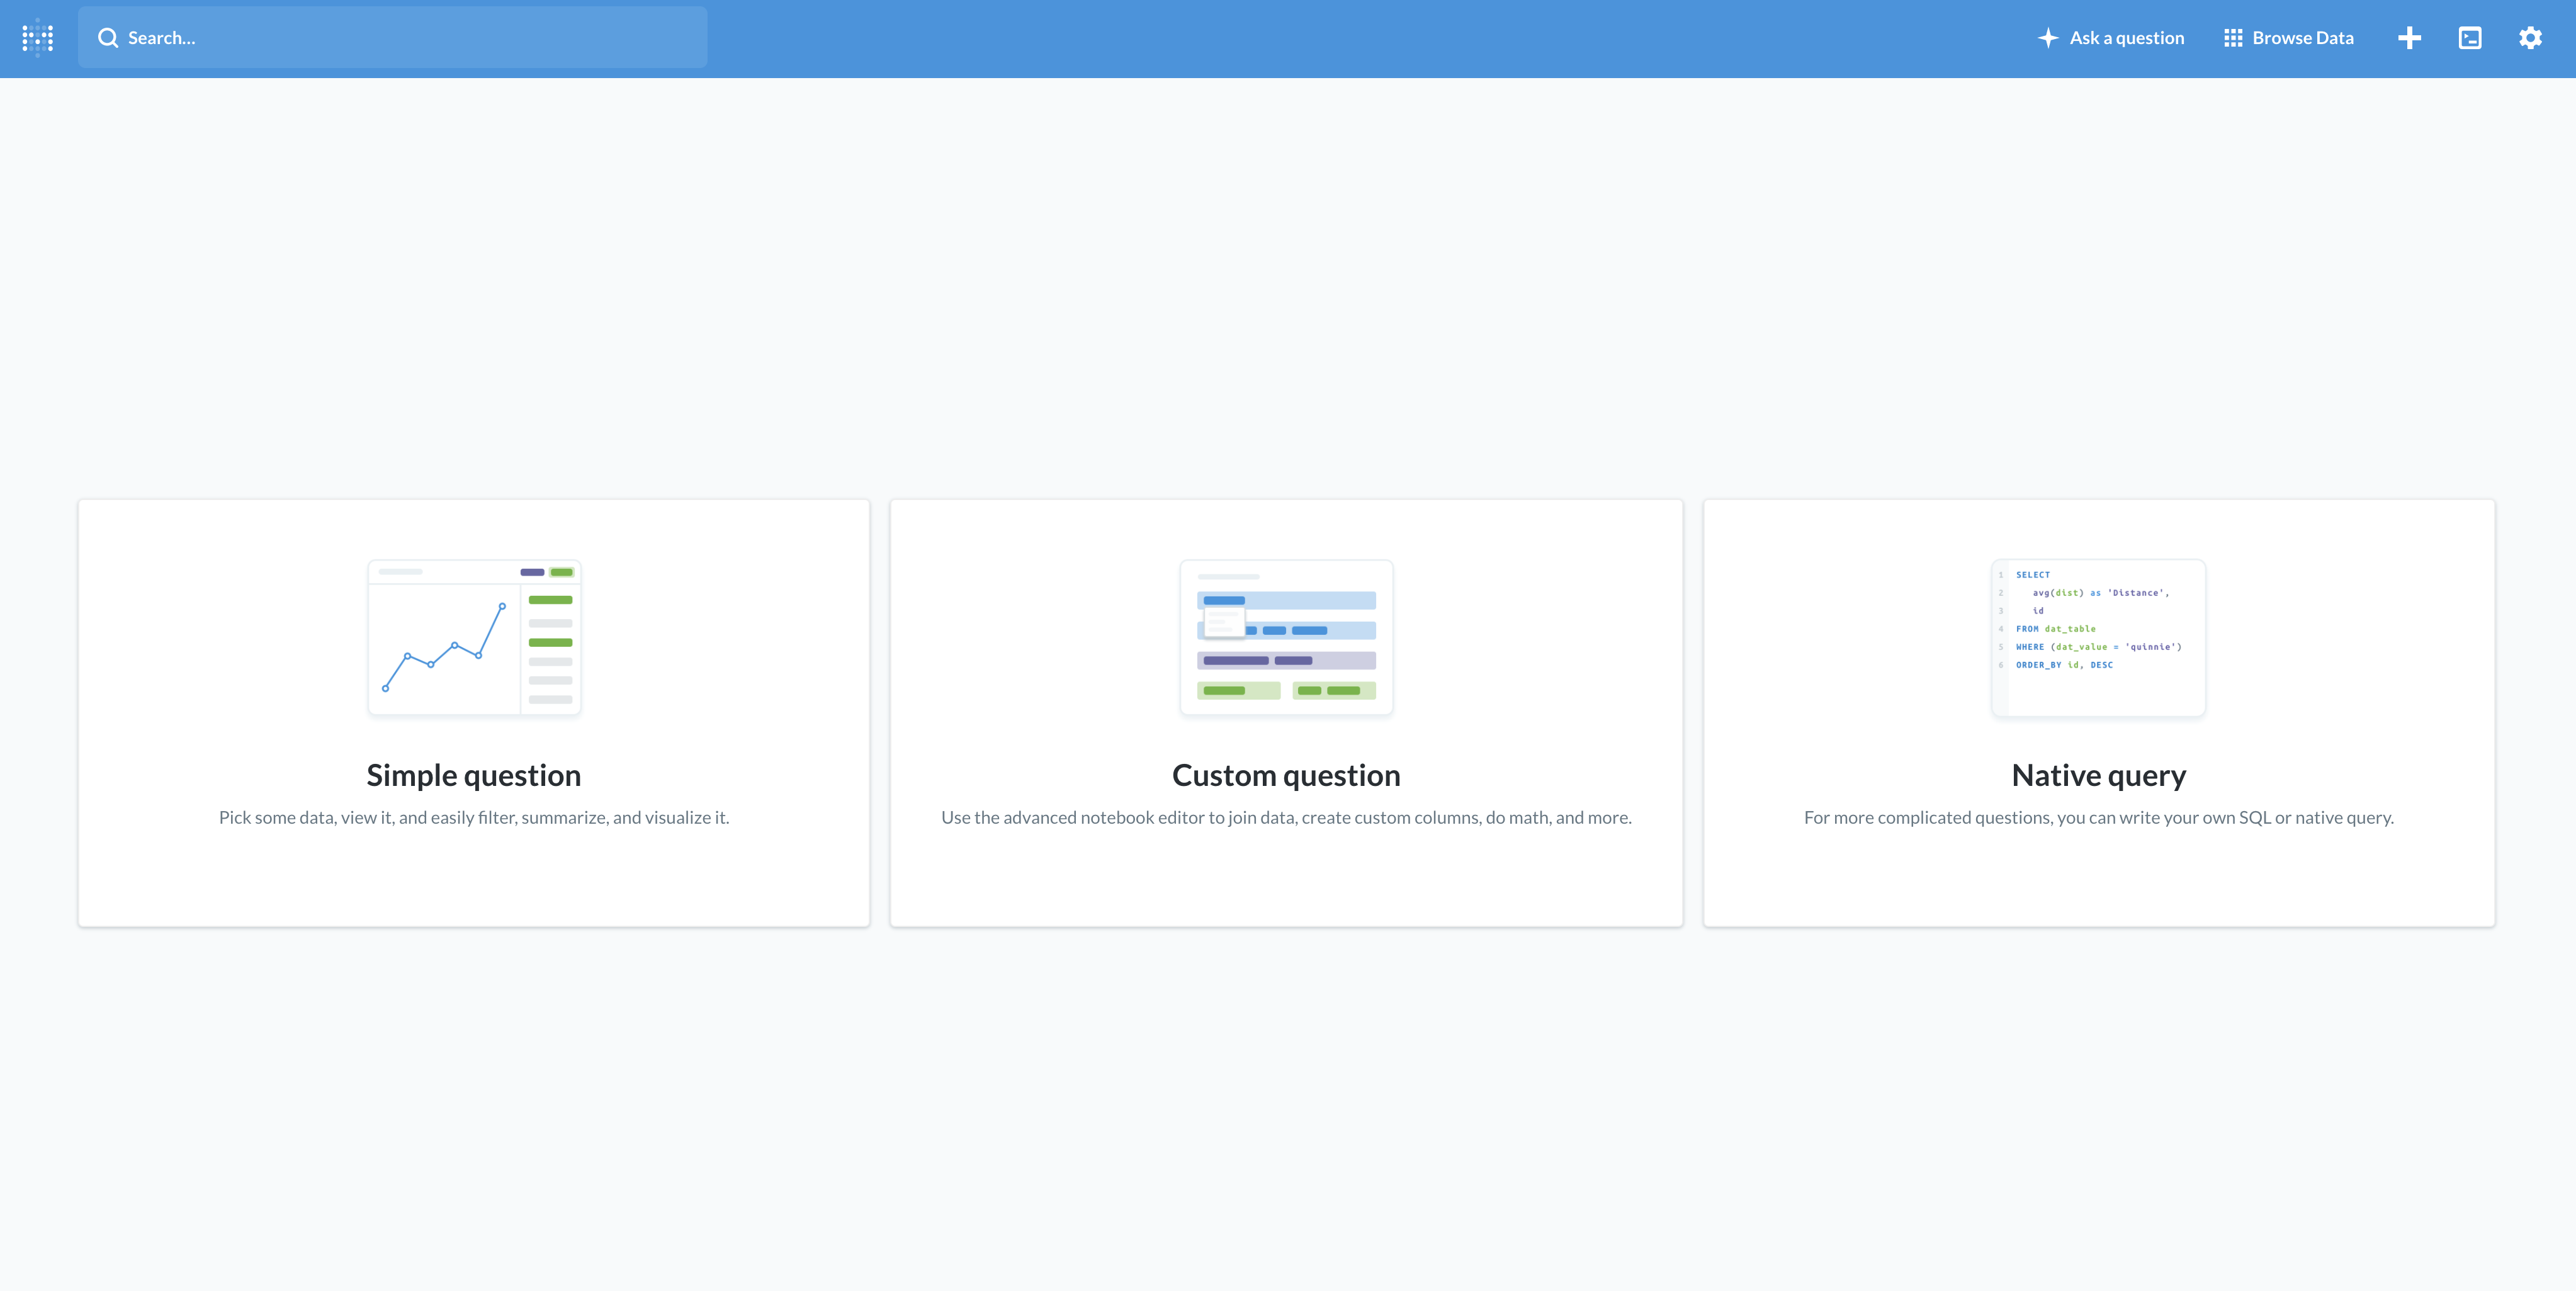 Search...
Ask a question
Browse Data
Simple question
Pick some data, view it, and easily filter, summarize, and visualize it.
Custom question
Use the advanced notebook editor to join data, create custom columns, do math, and more.
1 SELECT
2 avg(dist) as 'Distance',
3 id
4 FROM dat_table
5 WHERE (dat_value = 'quinnie')
6 ORDER_BY id, DESC
Native query
For more complicated questions, you can write your own SQL or native query.